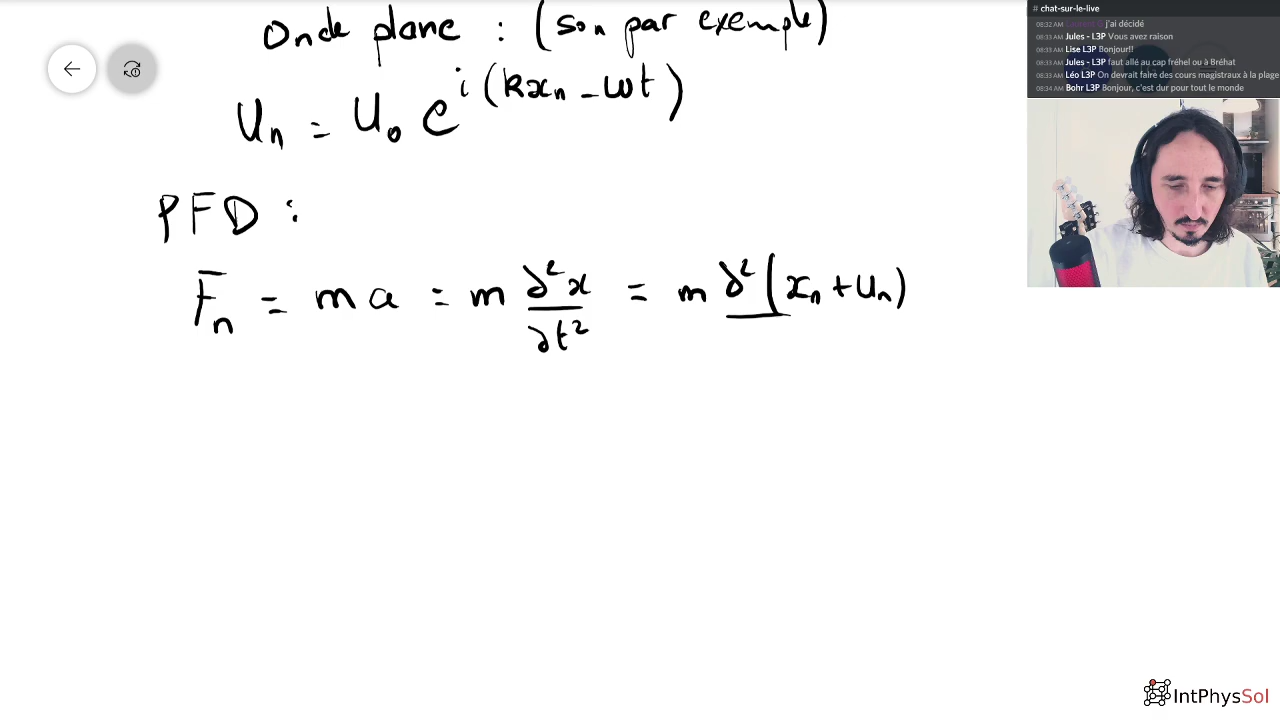 Onde plane : (son par exemple)
Un = U0 e^i(kxn - ωt)
PFD :
Fn = ma = m ∂²x/∂t² = m ∂²(xn + un)
# chat-sur-le-live
08:32 AM Laurent G j'ai décidé
08:33 AM Jules - L3P Vous avez raison
08:33 AM Lise L3P Bonjour!!
08:33 AM Jules - L3P faut allé au cap fréhel ou à Bréhat
08:33 AM Léo L3P On devrait faire des cours magistraux à la plage
08:34 AM Bohr L3P Bonjour, c'est dur pour tout le monde
IntPhysSol